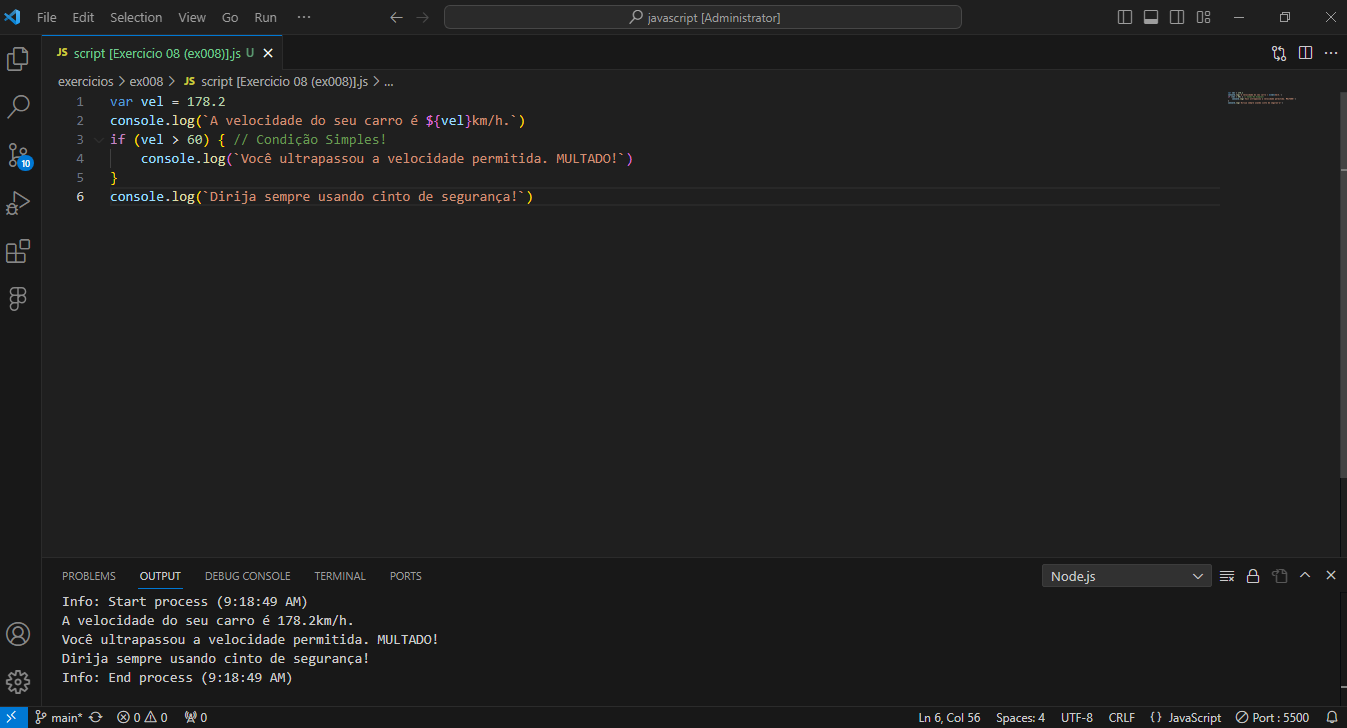 File Edit Selection View Go Run ···
javascript [Administrator]
JS script [Exercicio 08 (ex008)].js U
exercicios > ex008 > JS script [Exercicio 08 (ex008)].js > ...
1 var vel = 178.2
2 console.log(`A velocidade do seu carro é ${vel}km/h.`)
3 if (vel > 60) { // Condição Simples!
4 console.log(`Você ultrapassou a velocidade permitida. MULTADO!`)
5 }
6 console.log(`Dirija sempre usando cinto de segurança!`)
10
PROBLEMS OUTPUT DEBUG CONSOLE TERMINAL PORTS Node.js
Info: Start process (9:18:49 AM)
A velocidade do seu carro é 178.2km/h.
Você ultrapassou a velocidade permitida. MULTADO!
Dirija sempre usando cinto de segurança!
Info: End process (9:18:49 AM)
main* 0 0 0 Ln 6, Col 56 Spaces: 4 UTF-8 CRLF {} JavaScript Port : 5500